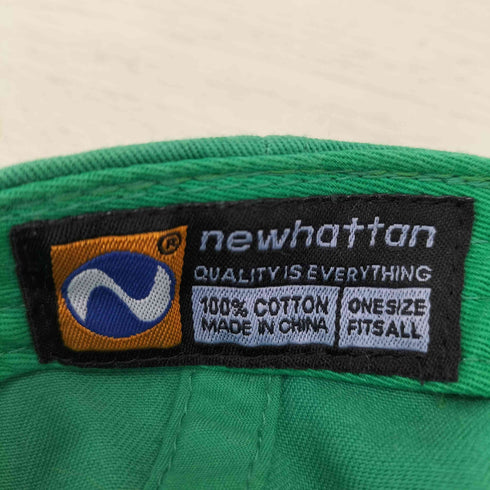 ® newhattan
QUALITY IS EVERYTHING
100% COTTON
MADE IN CHINA
ONE SIZE
FITS ALL